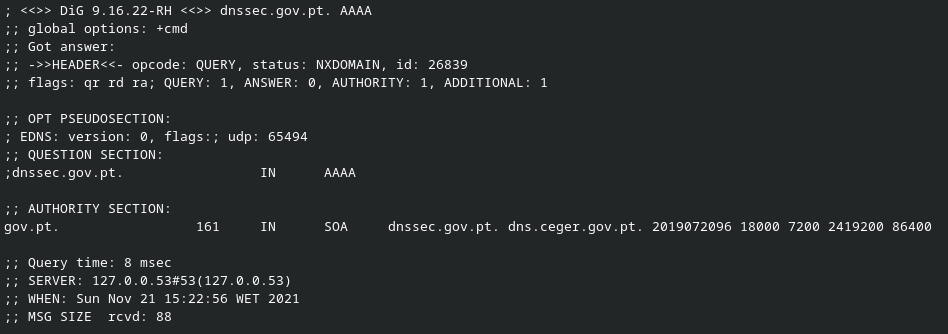 ; <<>> DiG 9.16.22-RH <<>> dnssec.gov.pt. AAAA
;; global options: +cmd
;; Got answer:
;; ->>HEADER<<- opcode: QUERY, status: NXDOMAIN, id: 26839
;; flags: qr rd ra; QUERY: 1, ANSWER: 0, AUTHORITY: 1, ADDITIONAL: 1

;; OPT PSEUDOSECTION:
; EDNS: version: 0, flags:; udp: 65494
;; QUESTION SECTION:
;dnssec.gov.pt.                 IN      AAAA

;; AUTHORITY SECTION:
gov.pt.                 161     IN      SOA     dnssec.gov.pt. dns.ceger.gov.pt. 2019072096 18000 7200 2419200 86400

;; Query time: 8 msec
;; SERVER: 127.0.0.53#53(127.0.0.53)
;; WHEN: Sun Nov 21 15:22:56 WET 2021
;; MSG SIZE  rcvd: 88